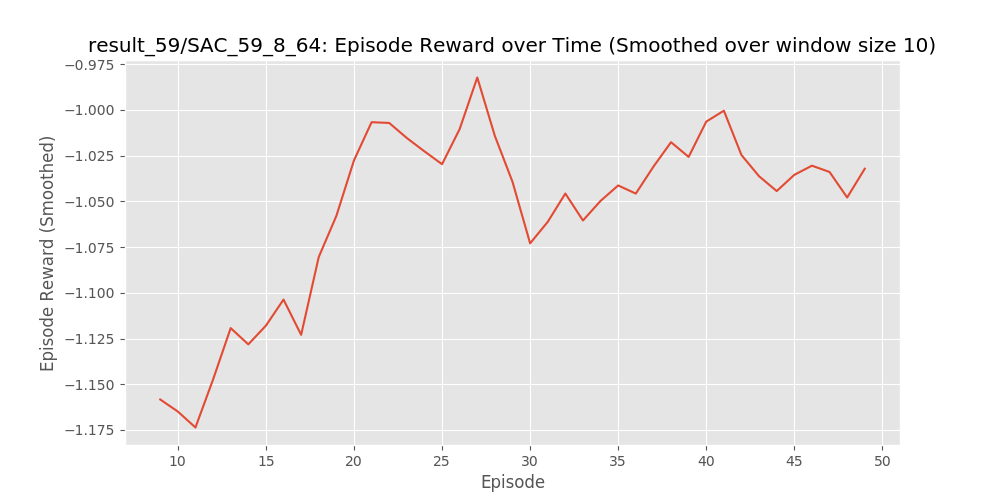 result_59/SAC_59_8_64: Episode Reward over Time (Smoothed over window size 10)
Episode Reward (Smoothed)
−0.975
−1.000
−1.025
−1.050
−1.075
−1.100
−1.125
−1.150
−1.175
10 15 20 25 30 35 40 45 50
Episode